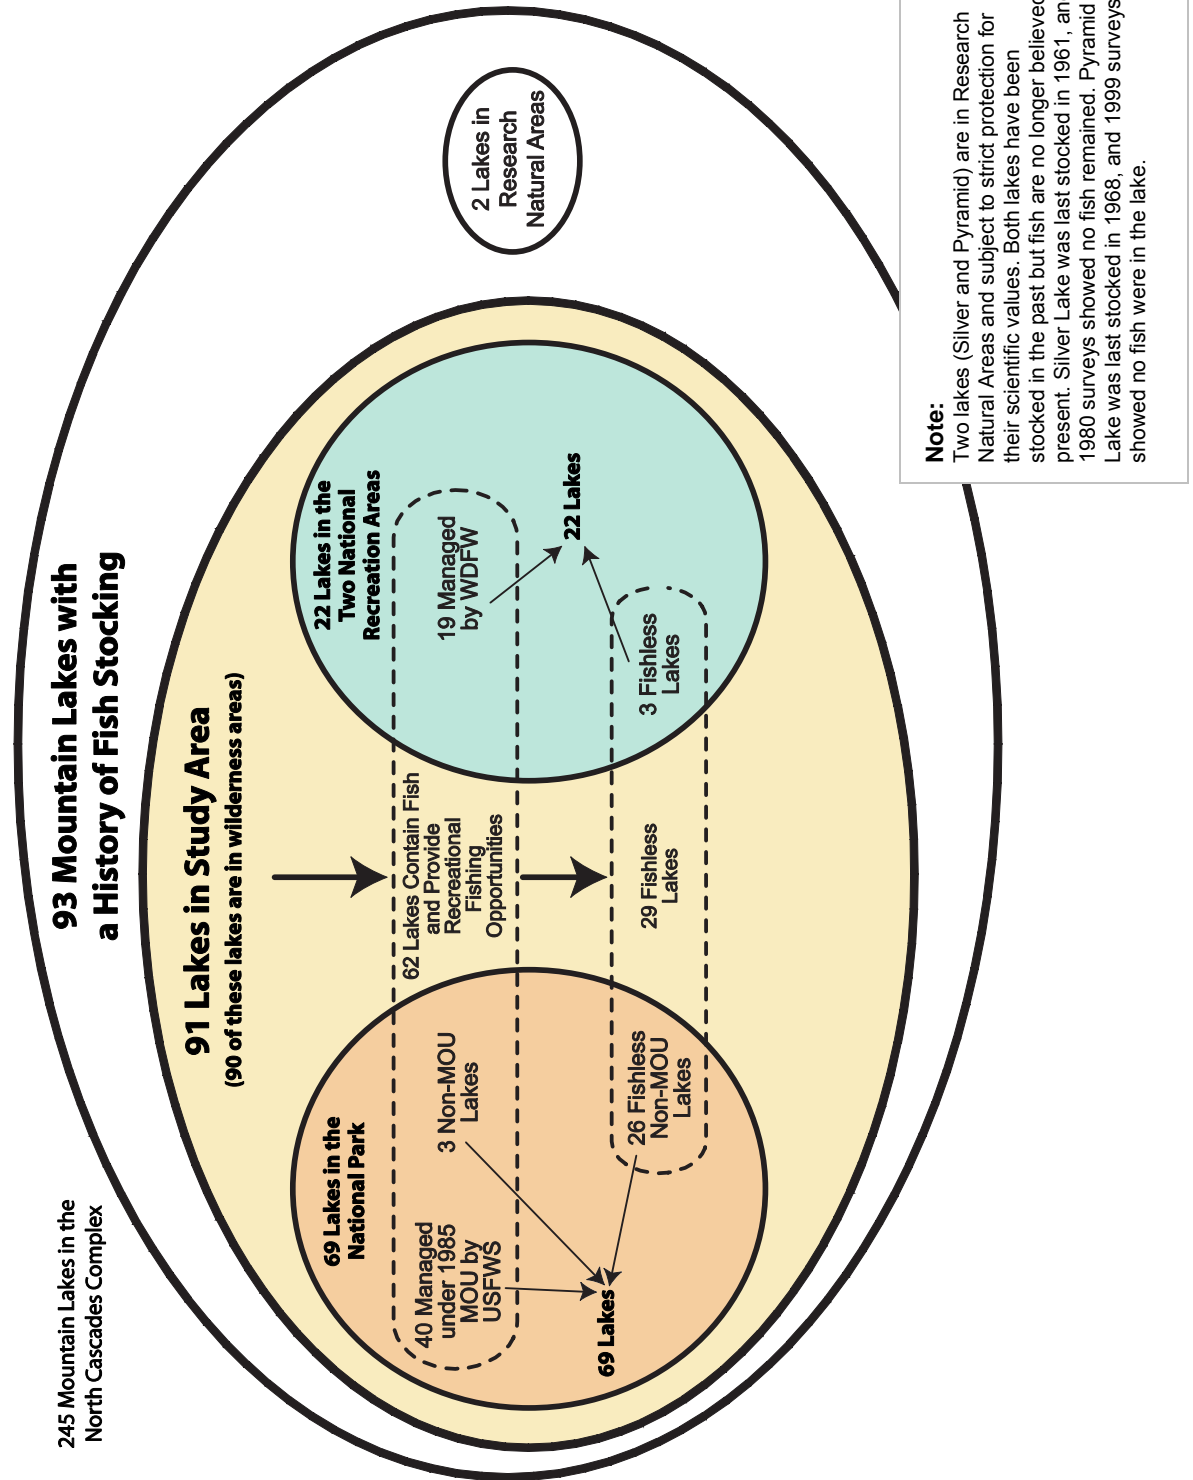 245 Mountain Lakes in the
North Cascades Complex
93 Mountain Lakes with
a History of Fish Stocking
91 Lakes in Study Area
(90 of these lakes are in wilderness areas)
69 Lakes in the
National Park
40 Managed
under 1985
MOU by
USFWS
3 Non-MOU
Lakes
26 Fishless
Non-MOU
Lakes
69 Lakes
62 Lakes Contain Fish
and Provide
Recreational
Fishing
Opportunities
29 Fishless
Lakes
22 Lakes in the
Two National
Recreation Areas
19 Managed
by WDFW
3 Fishless
Lakes
22 Lakes
2 Lakes in
Research
Natural Areas
Note:
Two lakes (Silver and Pyramid) are in Research
Natural Areas and subject to strict protection for
their scientific values. Both lakes have been
stocked in the past but fish are no longer believed
present. Silver Lake was last stocked in 1961, an
1980 surveys showed no fish remained. Pyramid
Lake was last stocked in 1968, and 1999 surveys
showed no fish were in the lake.